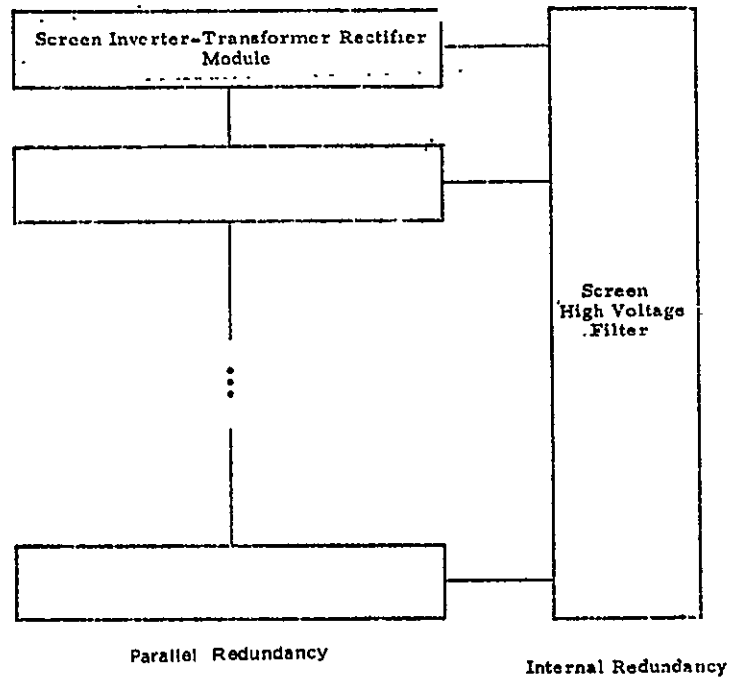 Screen Inverter-Transformer Rectifier
Module
Screen
High Voltage
Filter
Parallel Redundancy
Internal Redundancy